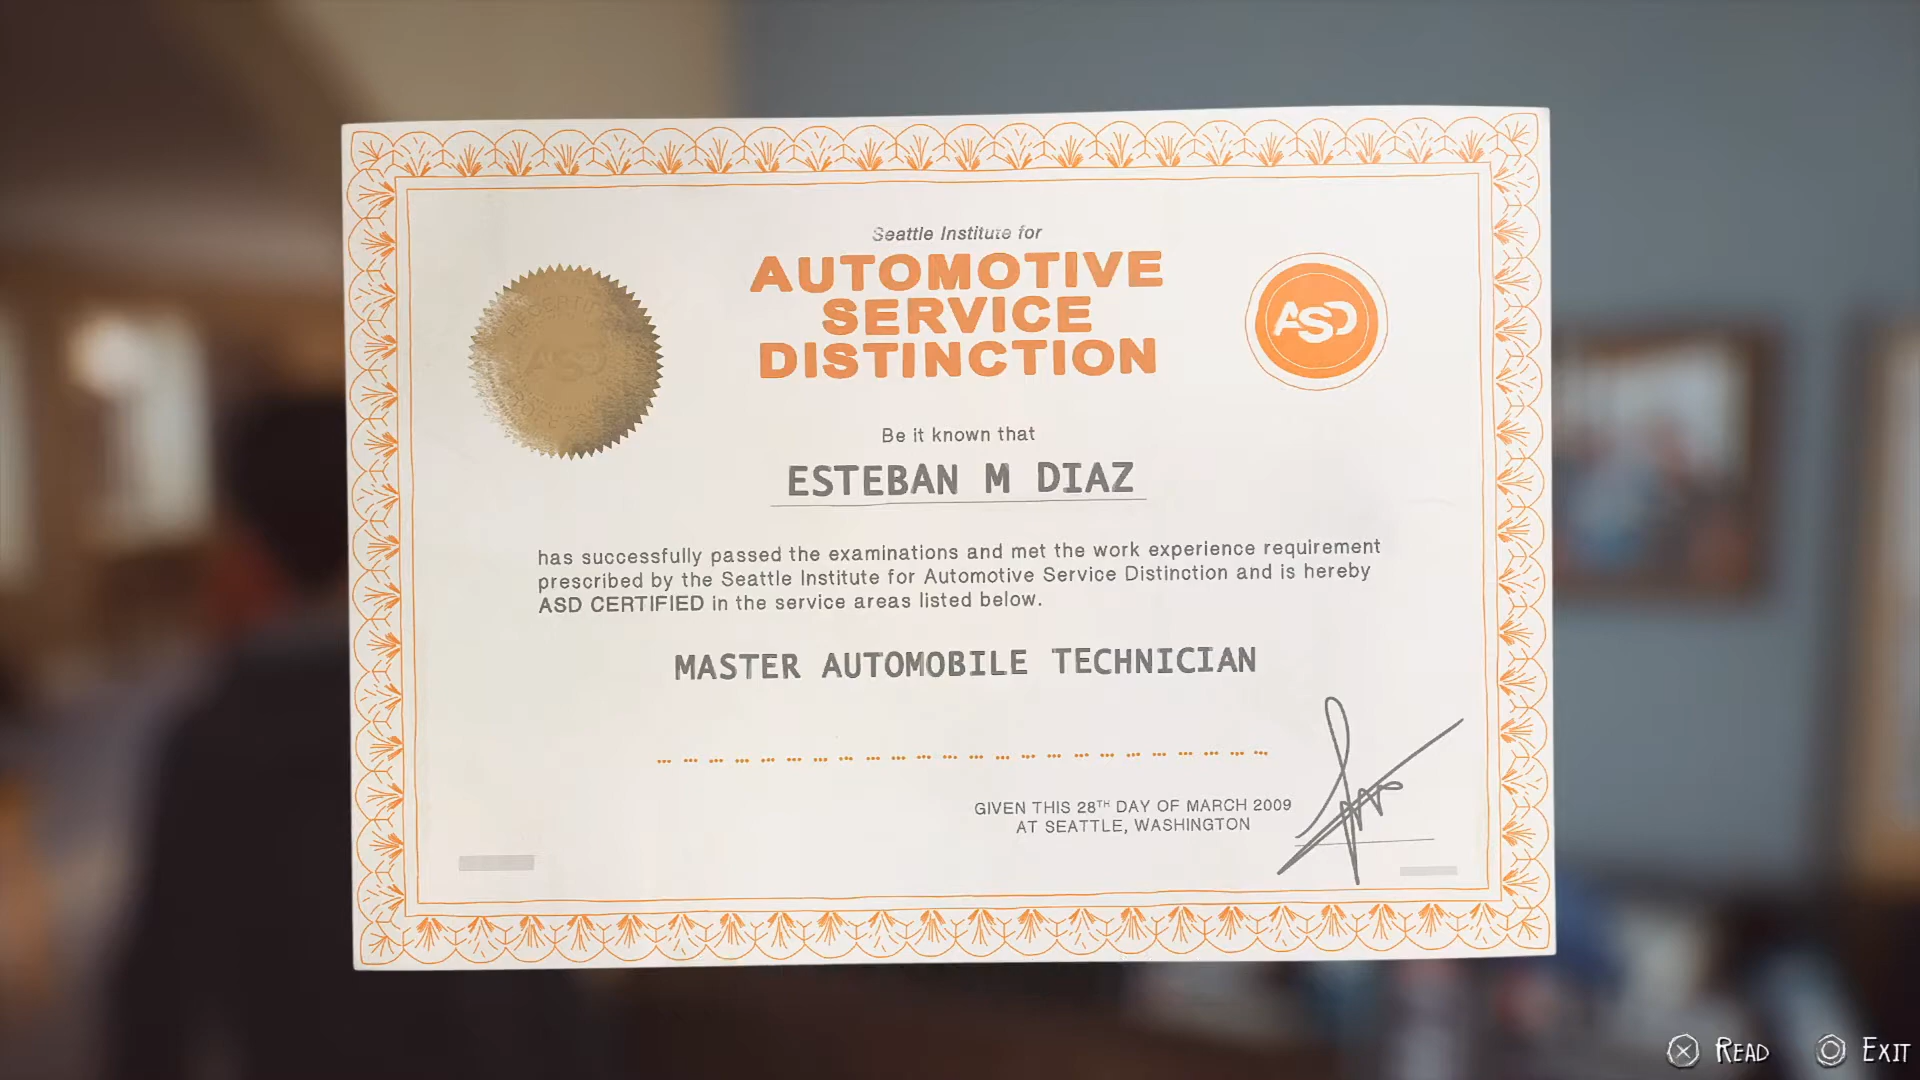 Seattle Institute for
AUTOMOTIVE
SERVICE
DISTINCTION
ASD
ASD
Be it known that
ESTEBAN M DIAZ
has successfully passed the examinations and met the work experience requirement
prescribed by the Seattle Institute for Automotive Service Distinction and is hereby
ASD CERTIFIED in the service areas listed below.
MASTER AUTOMOBILE TECHNICIAN
GIVEN THIS 28TH DAY OF MARCH 2009
AT SEATTLE, WASHINGTON
READ
EXIT